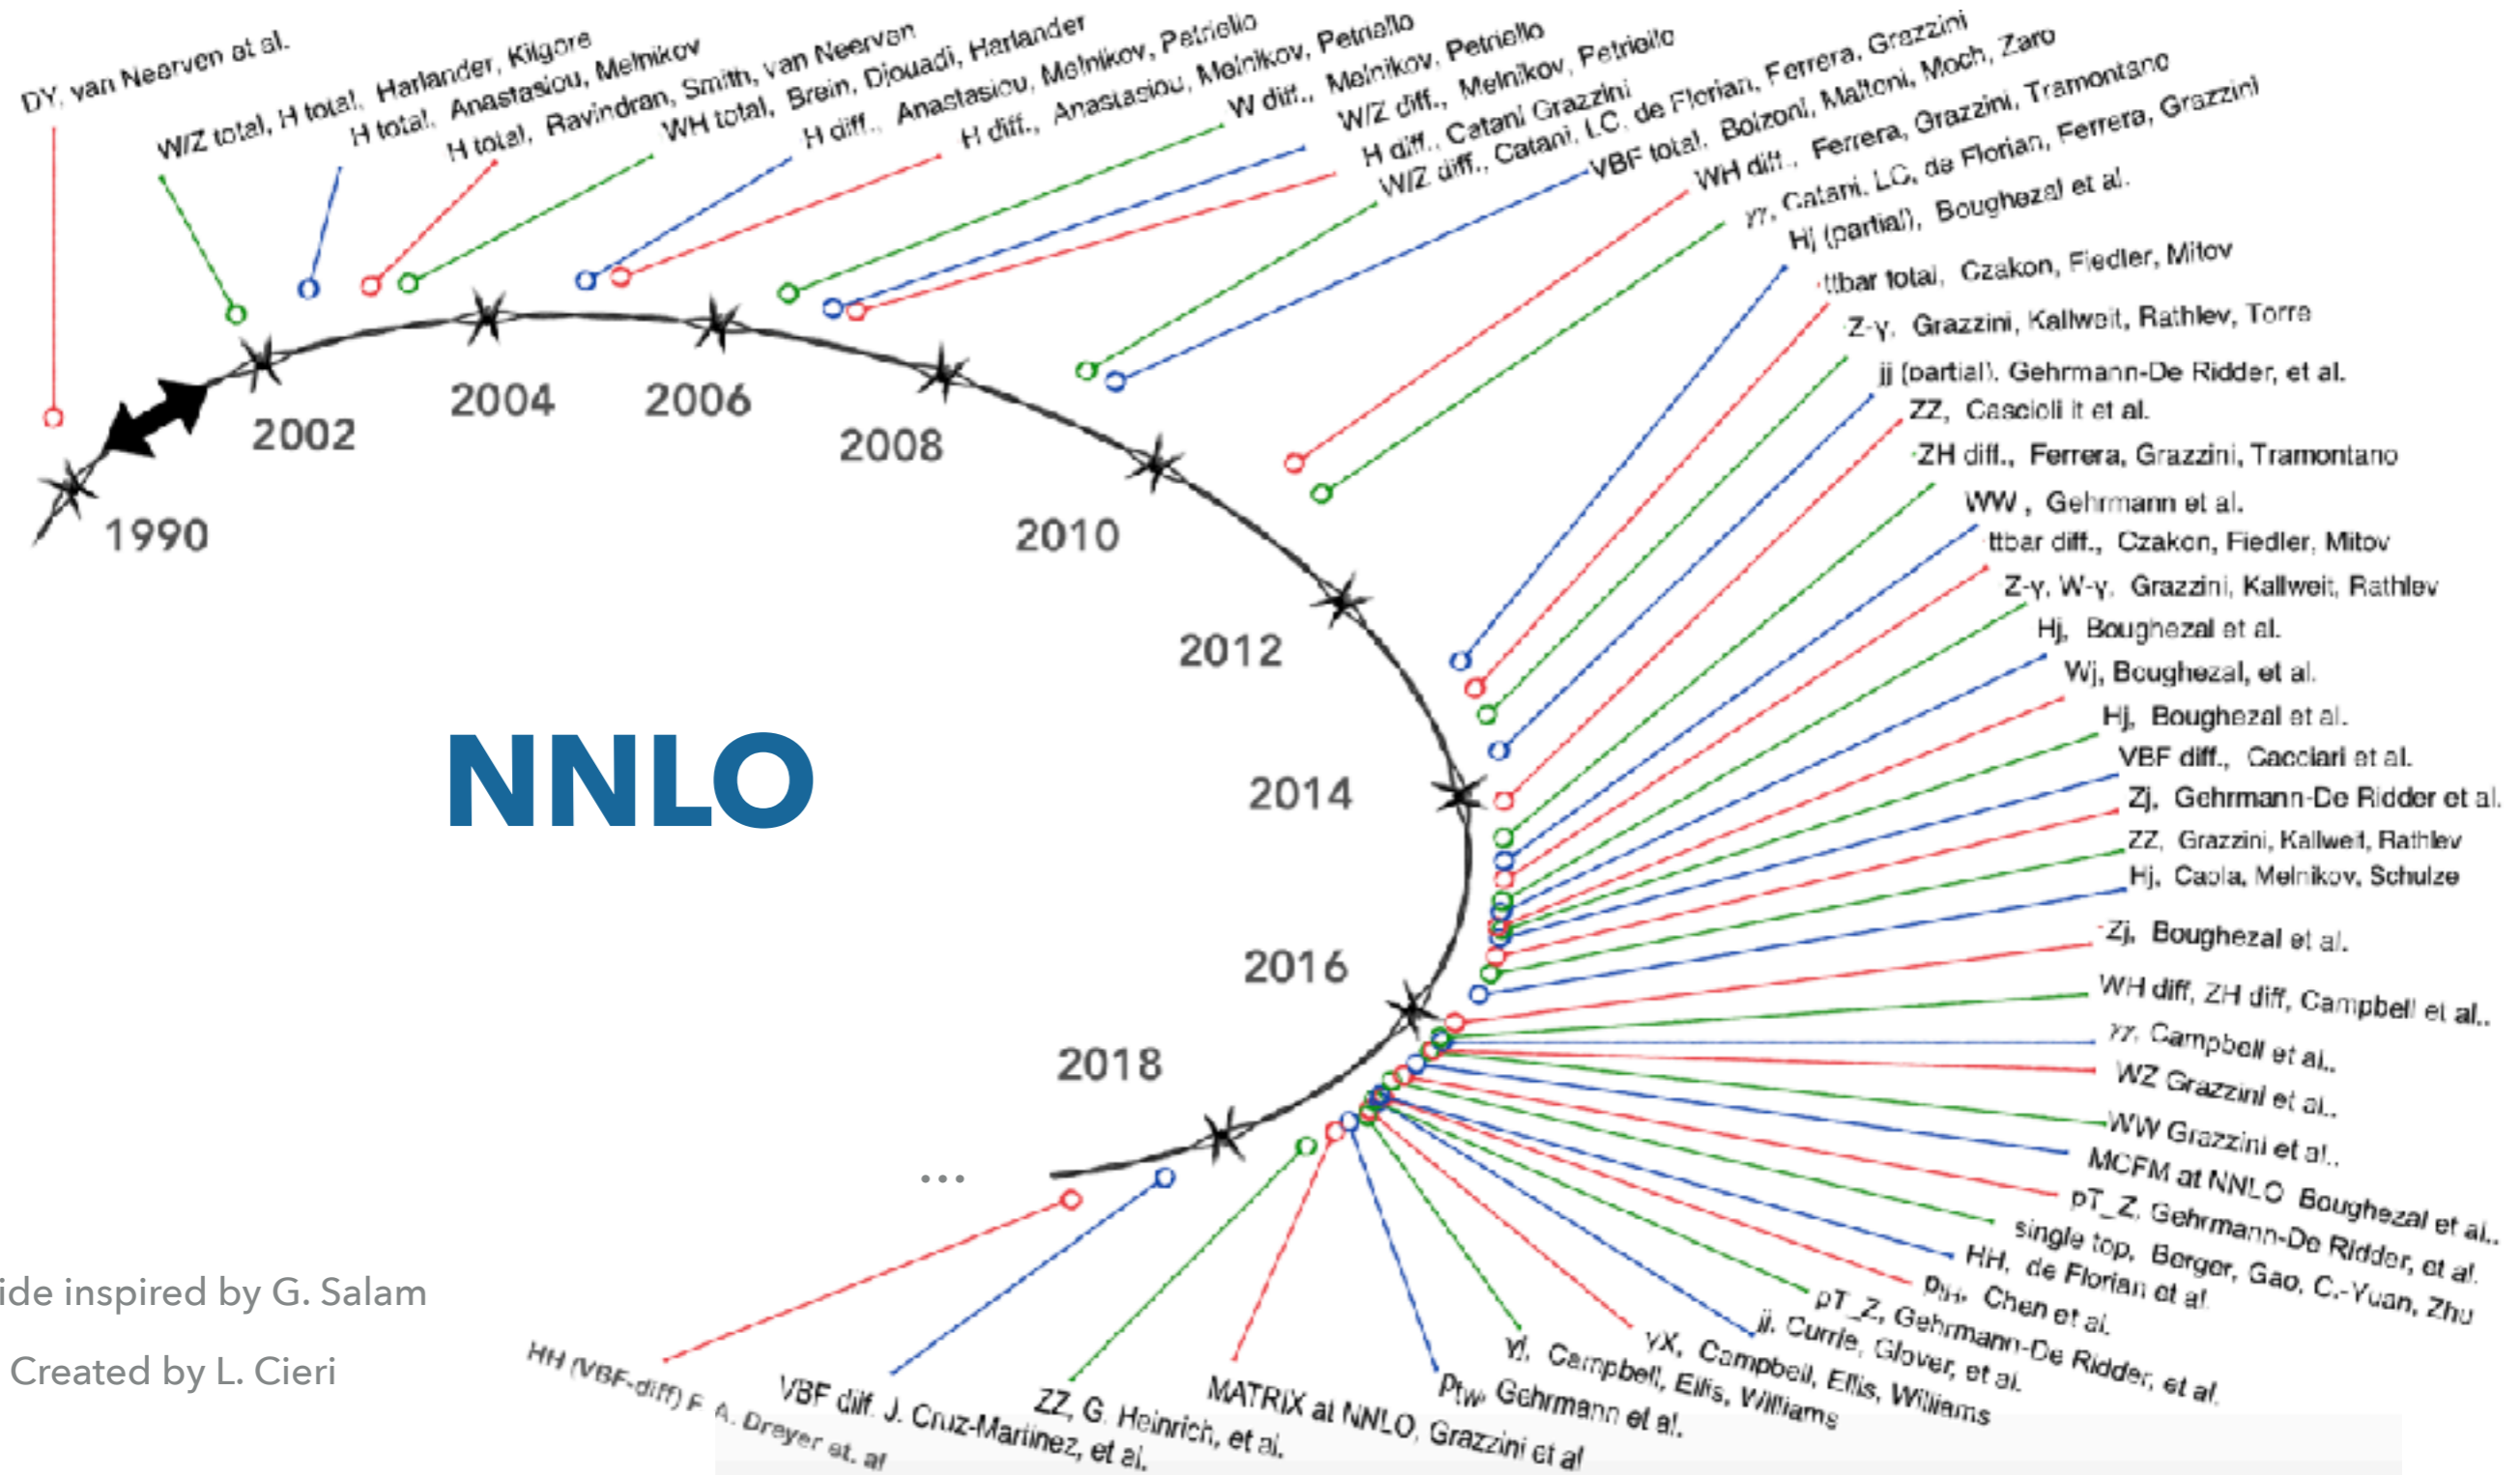 DY, van Neerven et al.
W/Z total, H total, Harlander, Kilgore
H total, Anastasiou, Melnikov
H total, Ravindran, Smith, van Neerven
WH total, Brein, Djouadi, Harlander
H diff., Anastasiou, Melnikov, Petriello
H diff., Anastasiou, Melnikov, Petriello
W diff., Melnikov, Petriello
W/Z diff., Melnikov, Petriello
H diff., Catani Grazzini
W/Z diff., Catani, LC, de Florian, Ferrera, Grazzini
VBF total, Bolzoni, Maltoni, Moch, Zaro
WH diff., Ferrera, Grazzini, Tramontano
γγ, Catani, LC, de Florian, Ferrera, Grazzini
Hj (partial), Boughezal et al.
ttbar total, Czakon, Fiedler, Mitov
Z-γ, Grazzini, Kallweit, Rathlev, Torre
jj (partial), Gehrmann-De Ridder, et al.
ZZ, Cascioli it et al.
ZH diff., Ferrera, Grazzini, Tramontano
WW, Gehrmann et al.
ttbar diff., Czakon, Fiedler, Mitov
Z-γ, W-γ, Grazzini, Kallweit, Rathlev
Hj, Boughezal et al.
Wj, Boughezal, et al.
Hj, Boughezal et al.
VBF diff., Cacciari et al.
Zj, Gehrmann-De Ridder et al.
ZZ, Grazzini, Kallweit, Rathlev
Hj, Caola, Melnikov, Schulze
Zj, Boughezal et al.
WH diff, ZH diff, Campbell et al..
γγ, Campbell et al..
WZ Grazzini et al..
WW Grazzini et al..
MCFM at NNLO Boughezal et al..
pT_Z, Gehrmann-De Ridder, et al.
single top, Berger, Gao, C.-Yuan, Zhu
HH, de Florian et al.
ptH, Chen et al.
pT_Z, Gehrmann-De Ridder, et al.
jj, Currie, Glover, et al.
γX, Campbell, Ellis, Williams
γj, Campbell, Ellis, Williams
ptW, Gehrmann et al.
MATRIX at NNLO, Grazzini et al
ZZ, G. Heinrich, et al.
VBF diff. J. Cruz-Martinez, et al.
HH (VBF-diff) F. A. Dreyer et. al
1990
2002
2004
2006
2008
2010
2012
2014
2016
2018
...
NNLO
ide inspired by G. Salam
Created by L. Cieri